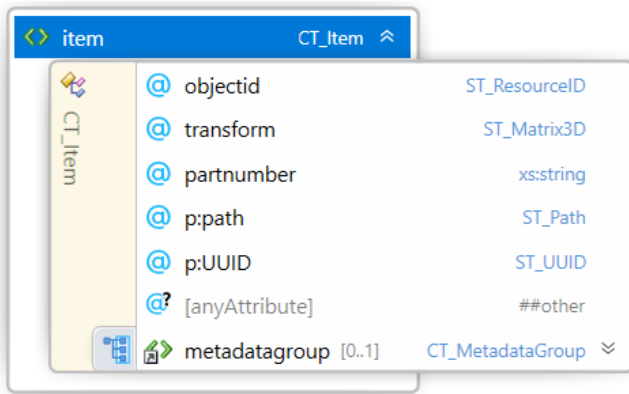 item CT_Item
CT_Item
@ objectid ST_ResourceID
@ transform ST_Matrix3D
@ partnumber xs:string
@ p:path ST_Path
@ p:UUID ST_UUID
@? [anyAttribute] ##other
metadatagroup [0..1] CT_MetadataGroup